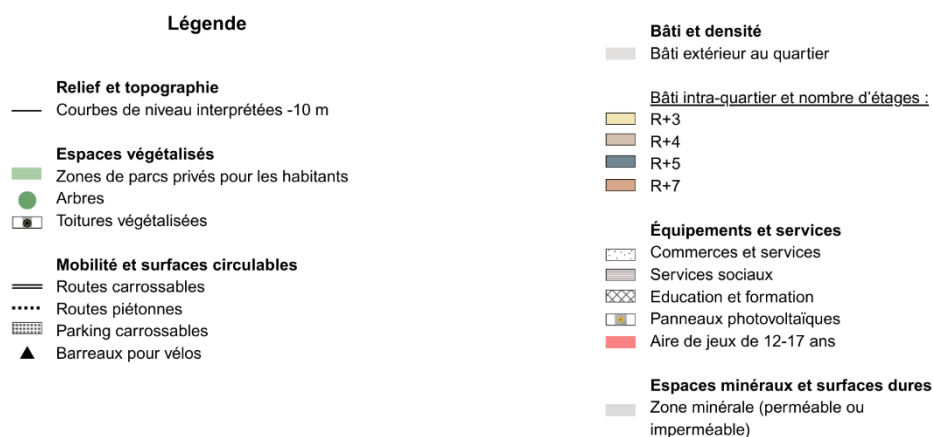 Légende
Relief et topographie
Courbes de niveau interprétées -10 m
Espaces végétalisés
Zones de parcs privés pour les habitants
Arbres
Toitures végétalisées
Mobilité et surfaces circulables
Routes carrossables
Routes piétonnes
Parking carrossables
Barreaux pour vélos
Bâti et densité
Bâti extérieur au quartier
Bâti intra-quartier et nombre d'étages :
R+3
R+4
R+5
R+7
Équipements et services
Commerces et services
Services sociaux
Education et formation
Panneaux photovoltaïques
Aire de jeux de 12-17 ans
Espaces minéraux et surfaces dures
Zone minérale (perméable ou
imperméable)